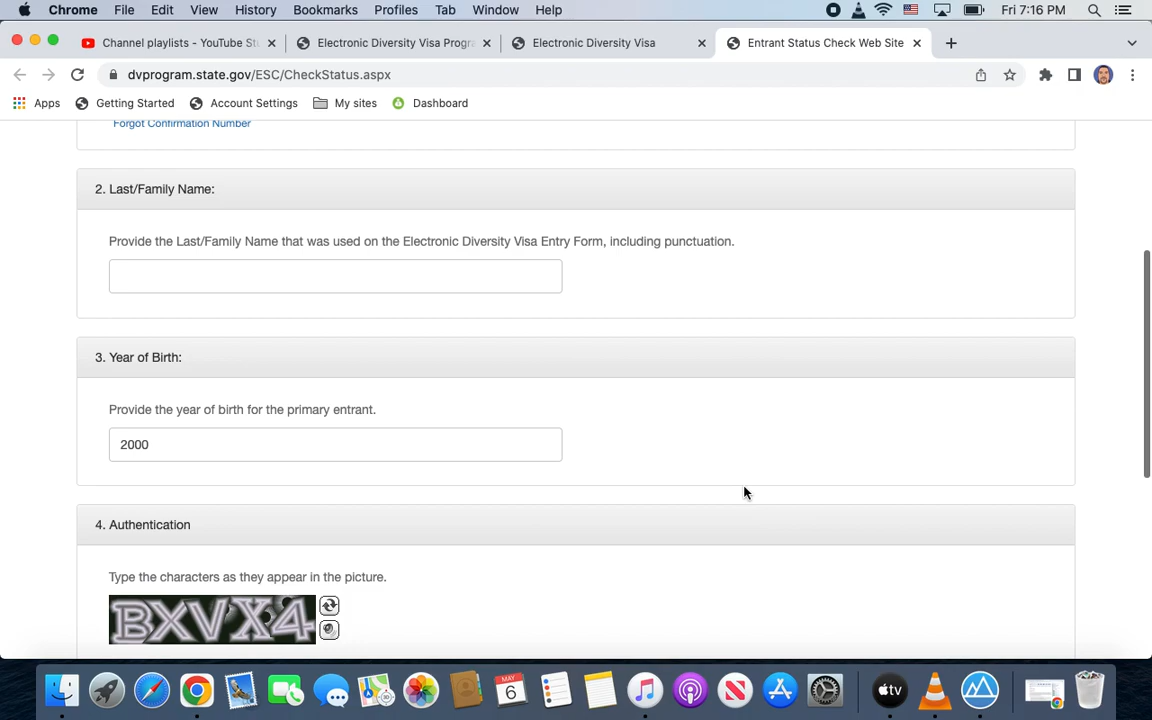 Chrome File Edit View History Bookmarks Profiles Tab Window Help Fri 7:16 PM
Channel playlists - YouTube St Electronic Diversity Visa Progra Electronic Diversity Visa Entrant Status Check Web Site
dvprogram.state.gov/ESC/CheckStatus.aspx
Apps Getting Started Account Settings My sites Dashboard
Forgot Confirmation Number
2. Last/Family Name:
Provide the Last/Family Name that was used on the Electronic Diversity Visa Entry Form, including punctuation.
3. Year of Birth:
Provide the year of birth for the primary entrant.
2000
4. Authentication
Type the characters as they appear in the picture.
BXVX4
MAY
6
tv